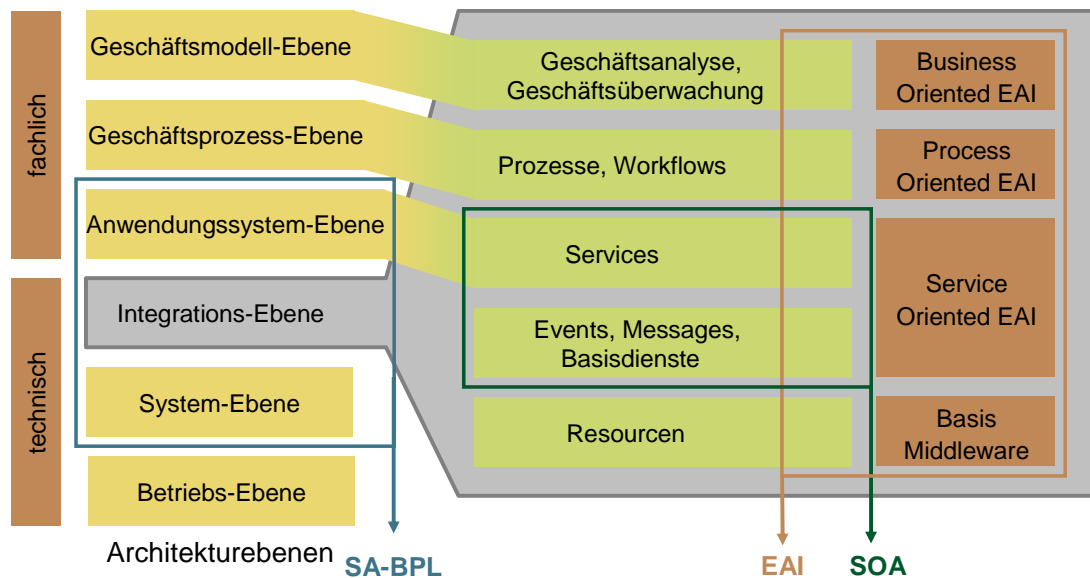 fachlich
technisch
Geschäftsmodell-Ebene
Geschäftsprozess-Ebene
Anwendungssystem-Ebene
Integrations-Ebene
System-Ebene
Betriebs-Ebene
Architekturebenen
SA-BPL
Geschäftsanalyse,
Geschäftsüberwachung
Prozesse, Workflows
Services
Events, Messages,
Basisdienste
Resourcen
Business
Oriented EAI
Process
Oriented EAI
Service
Oriented EAI
Basis
Middleware
EAI
SOA